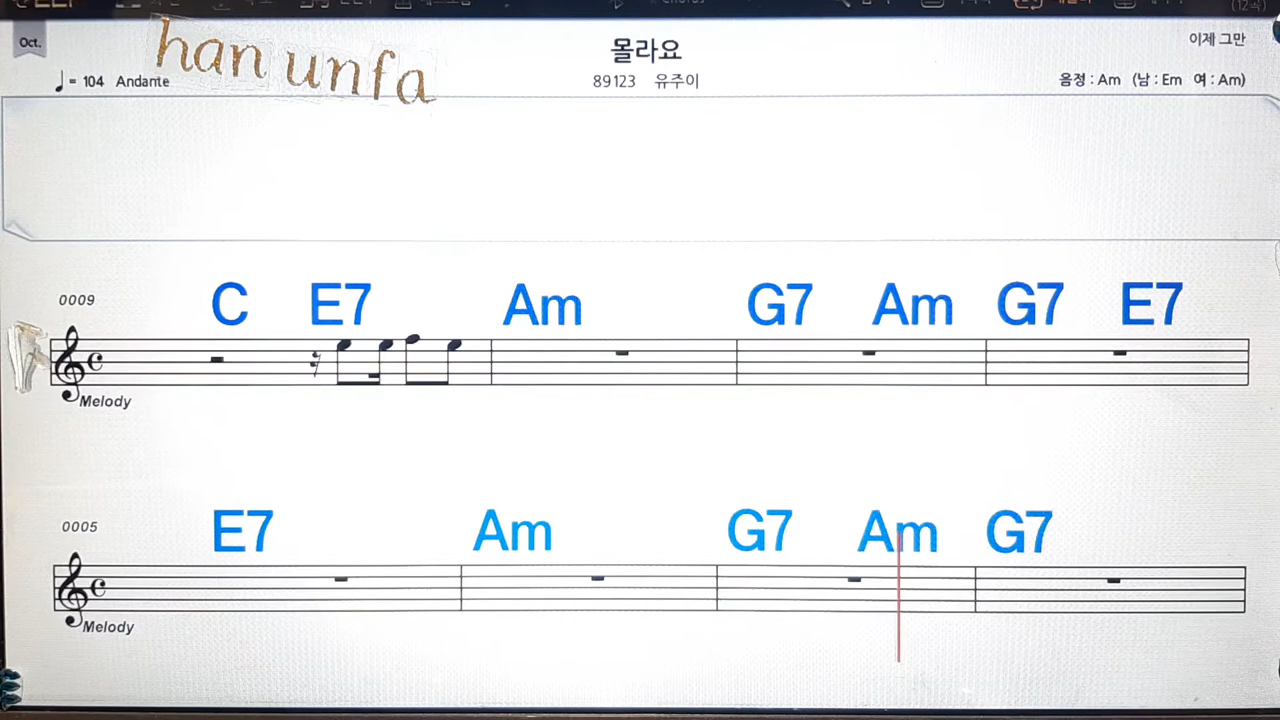 Oct.
han unfa
몰라요
이제 그만
♩= 104 Andante
89123 유주이
음정 : Am (남 : Em 여 : Am)
0009
C E7 Am G7 Am G7 E7
Melody
0005
E7 Am G7 Am G7
Melody